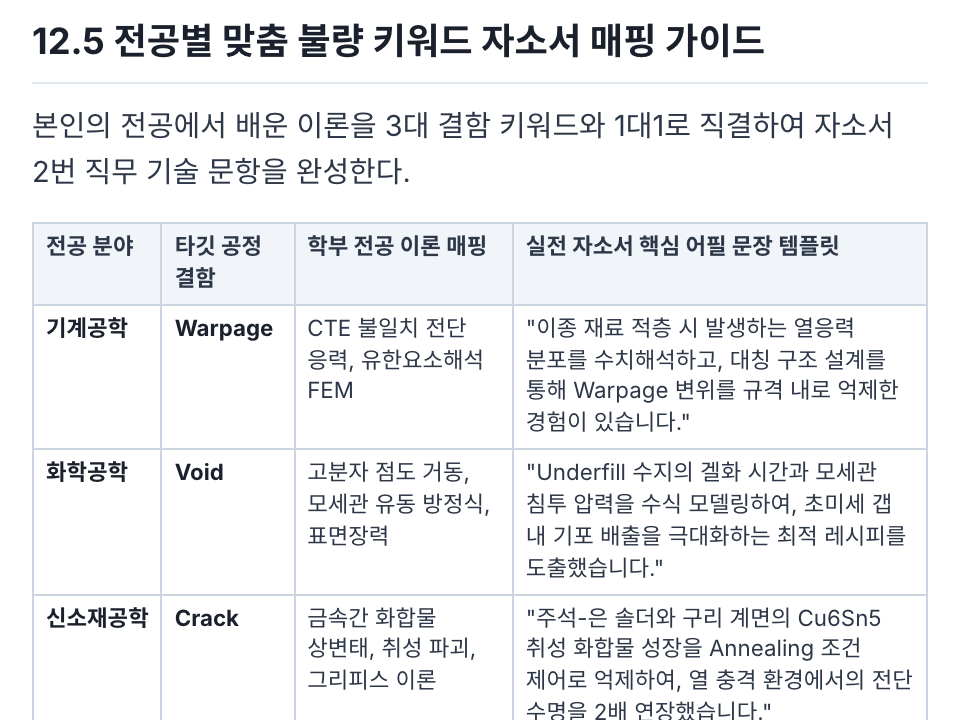 12.5 전공별 맞춤 불량 키워드 자소서 매핑 가이드
본인의 전공에서 배운 이론을 3대 결함 키워드와 1대1로 직결하여 자소서
2번 직무 기술 문항을 완성한다.
전공 분야
타깃 공정
결함
학부 전공 이론 매핑
실전 자소서 핵심 어필 문장 템플릿
기계공학
Warpage
CTE 불일치 전단
응력, 유한요소해석
FEM
"이종 재료 적층 시 발생하는 열응력
분포를 수치해석하고, 대칭 구조 설계를
통해 Warpage 변위를 규격 내로 억제한
경험이 있습니다."
화학공학
Void
고분자 점도 거동,
모세관 유동 방정식,
표면장력
"Underfill 수지의 겔화 시간과 모세관
침투 압력을 수식 모델링하여, 초미세 갭
내 기포 배출을 극대화하는 최적 레시피를
도출했습니다."
신소재공학
Crack
금속간 화합물
상변태, 취성 파괴,
그리피스 이론
"주석-은 솔더와 구리 계면의 Cu6Sn5
취성 화합물 성장을 Annealing 조건
제어로 억제하여, 열 충격 환경에서의 전단
수명을 2배 연장했습니다."